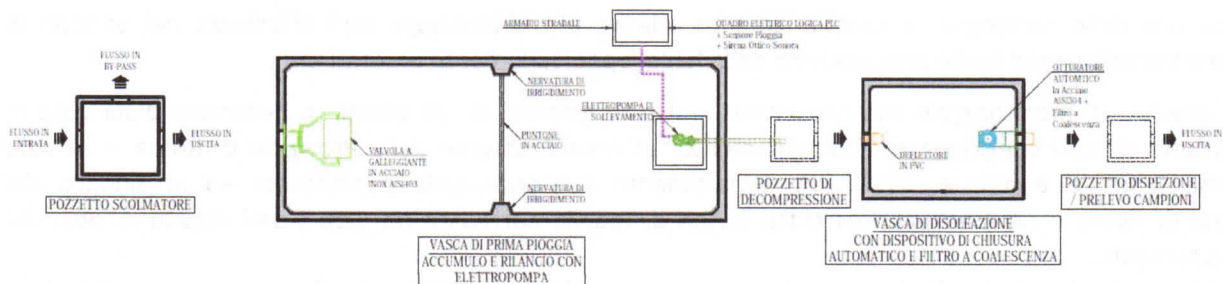 FLUSSO IN
BY-PASS
FLUSSO IN
ENTRATA
FLUSSO IN
USCITA
POZZETTO SCOLMATORE
ARMADIO STRADALE
QUADRO ELETTRICO LOGICA PLC
+ Sensore Pioggia
+ Sirena Ottico Sonora
NERVATURA DI
IRRIGIDIMENTO
ELETTROPOMPA DI
SOLLEVAMENTO
PUNTONE
IN ACCIAIO
VALVOLA A
GALLEGGIANTE
IN ACCIAIO
INOX AISI403
NERVATURA DI
IRRIGIDIMENTO
VASCA DI PRIMA PIOGGIA
ACCUMULO E RILANCIO CON
ELETTROPOMPA
POZZETTO DI
DECOMPRESSIONE
DEFLETTORE
IN PVC
OTTURATORE
AUTOMTICO
In Acciaio
AISI304 +
Filtro a
Coalescenza
VASCA DI DISOLEAZIONE
CON DISPOSITIVO DI CHIUSURA
AUTOMATICO E FILTRO A COALESCENZA
FLUSSO IN
USCITA
POZZETTO DISPEZIONE
/ PRELEVO CAMPIONI